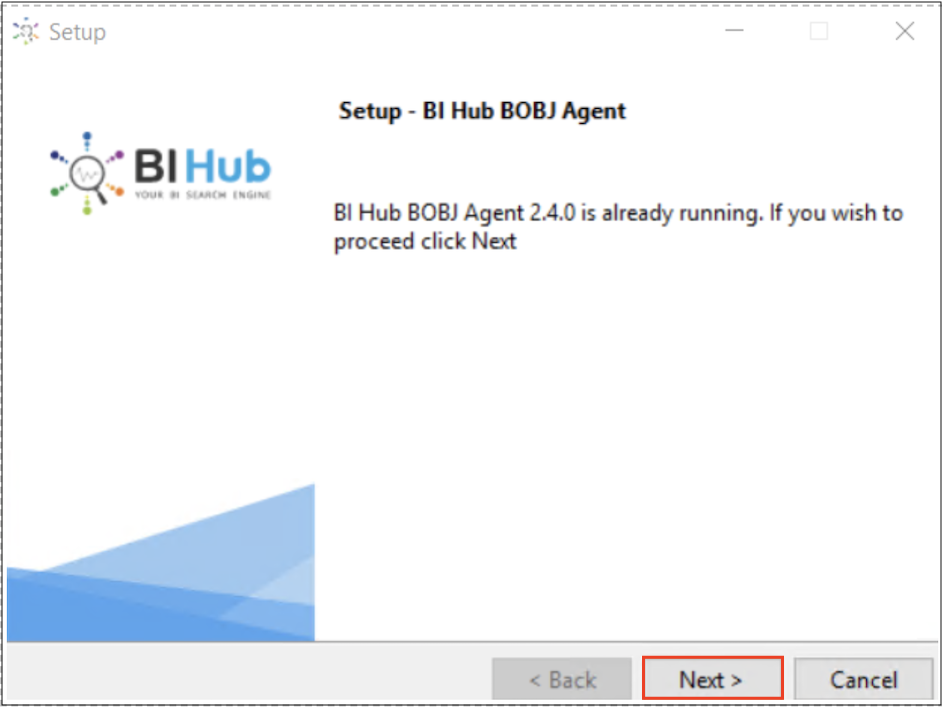 Setup
Setup - BI Hub BOBJ Agent
BI Hub
YOUR BI SEARCH ENGINE
BI Hub BOBJ Agent 2.4.0 is already running. If you wish to
proceed click Next
< Back
Next >
Cancel